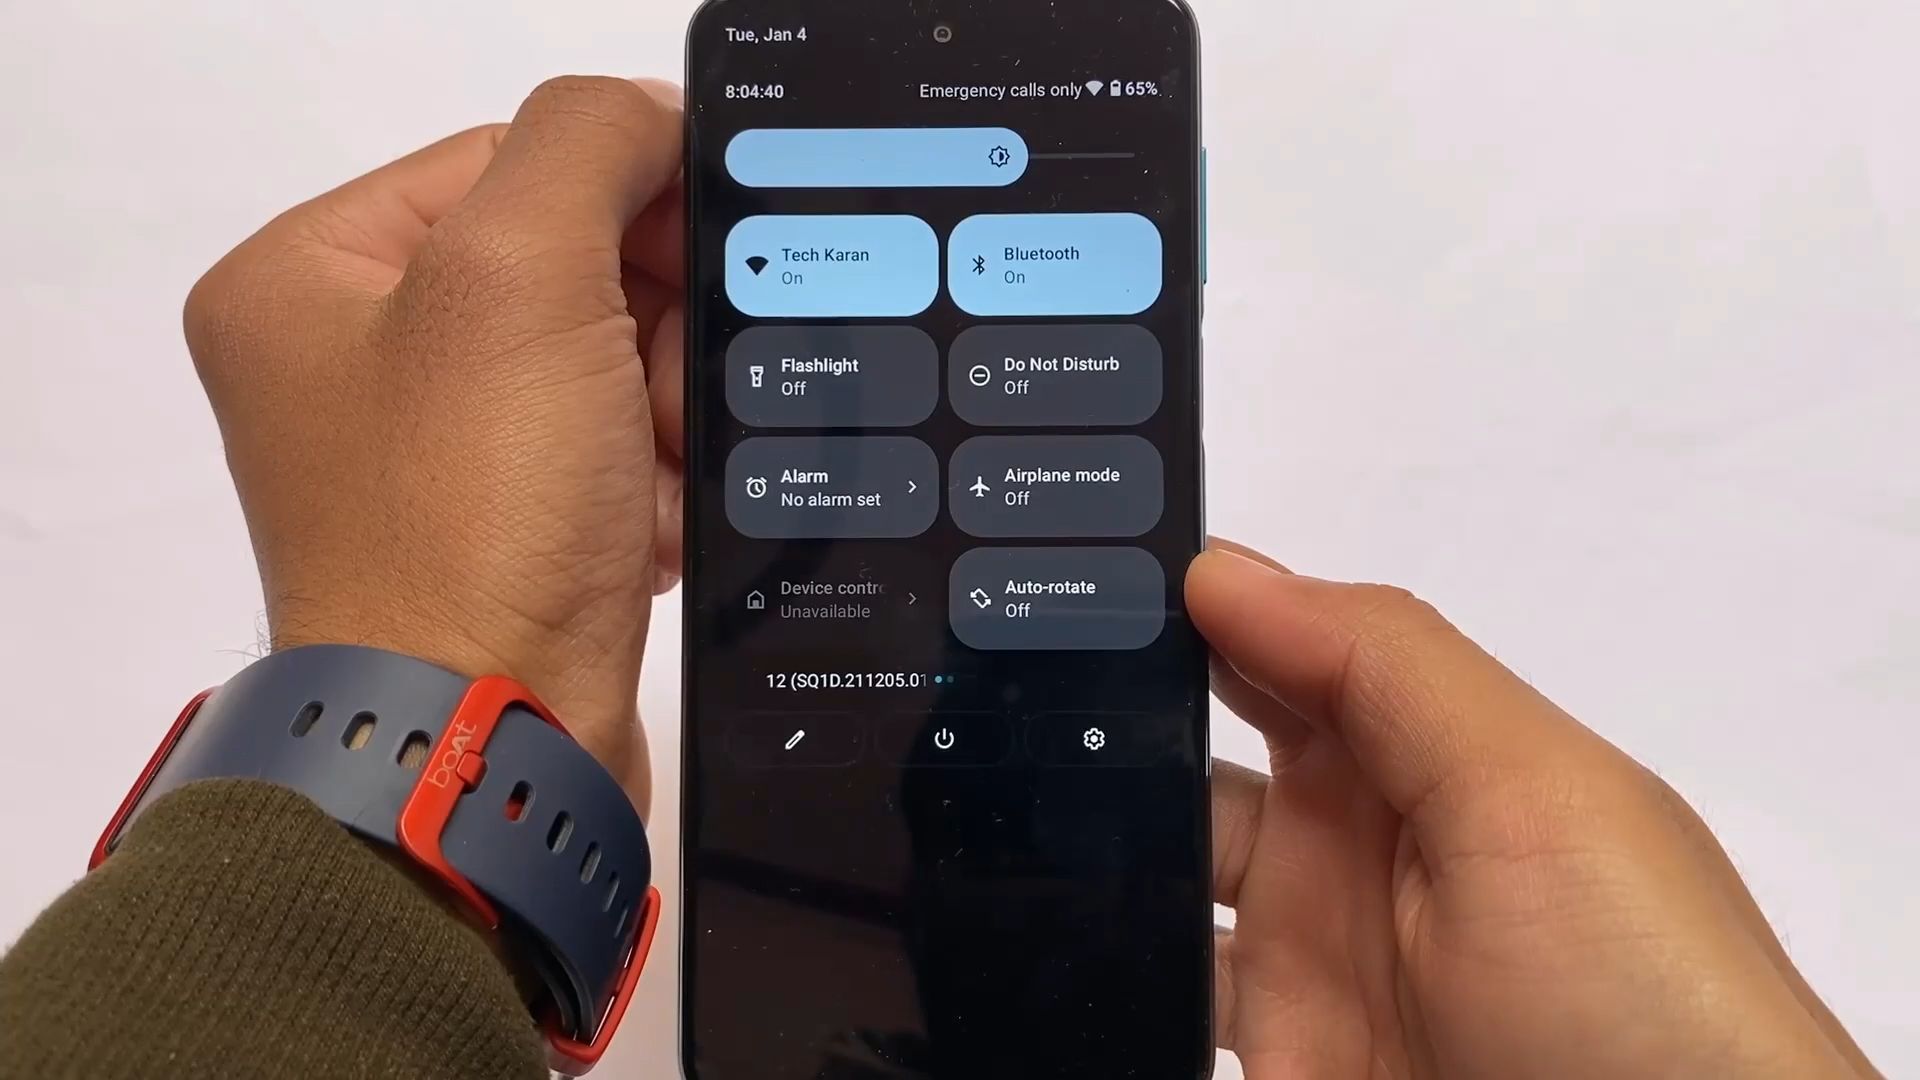 Tue, Jan 4
8:04:40
Emergency calls only 65%
Tech Karan
On
Bluetooth
On
Flashlight
Off
Do Not Disturb
Off
Alarm
No alarm set
Airplane mode
Off
Device contr
Unavailable
Auto-rotate
Off
12 (SQ1D.211205.01
boAt